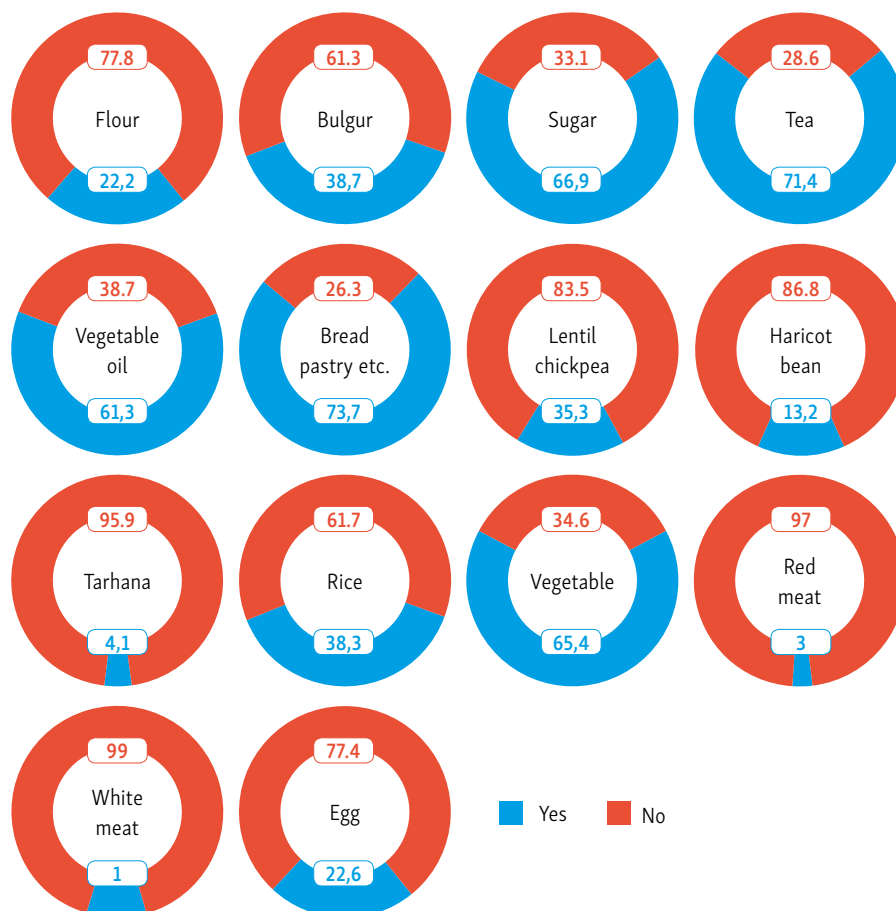 77.8
Flour
22,2
61.3
Bulgur
38,7
33.1
Sugar
66,9
28.6
Tea
71,4
38.7
Vegetable
oil
61,3
26.3
Bread
pastry etc.
73,7
83.5
Lentil
chickpea
35,3
86.8
Haricot
bean
13,2
95.9
Tarhana
4,1
61.7
Rice
38,3
34.6
Vegetable
65,4
97
Red
meat
3
99
White
meat
1
77.4
Egg
22,6
Yes
No